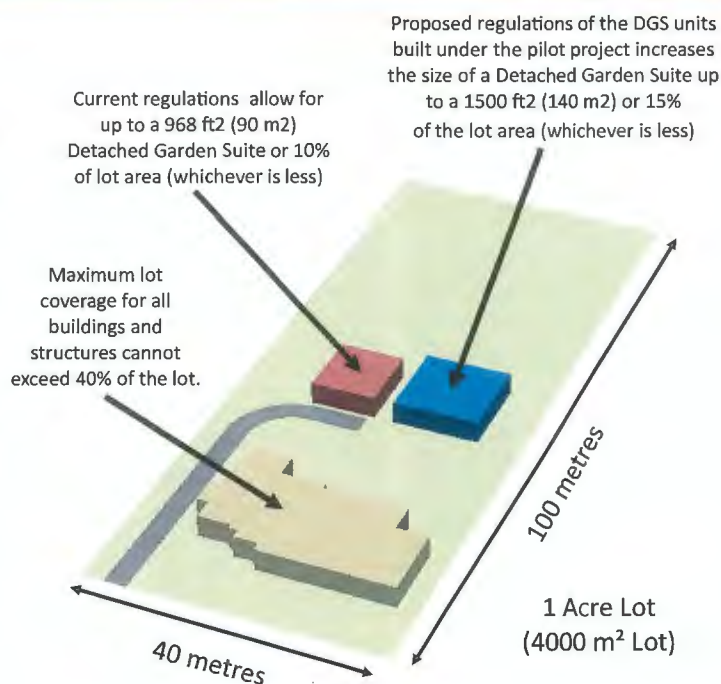 Proposed regulations of the DGS units
built under the pilot project increases
the size of a Detached Garden Suite up
to a 1500 ft2 (140 m2) or 15%
of the lot area (whichever is less)
Current regulations allow for
up to a 968 ft2 (90 m2)
Detached Garden Suite or 10%
of lot area (whichever is less)
Maximum lot
coverage for all
buildings and
structures cannot
exceed 40% of the lot.
100 metres
1 Acre Lot
(4000 m² Lot)
40 metres